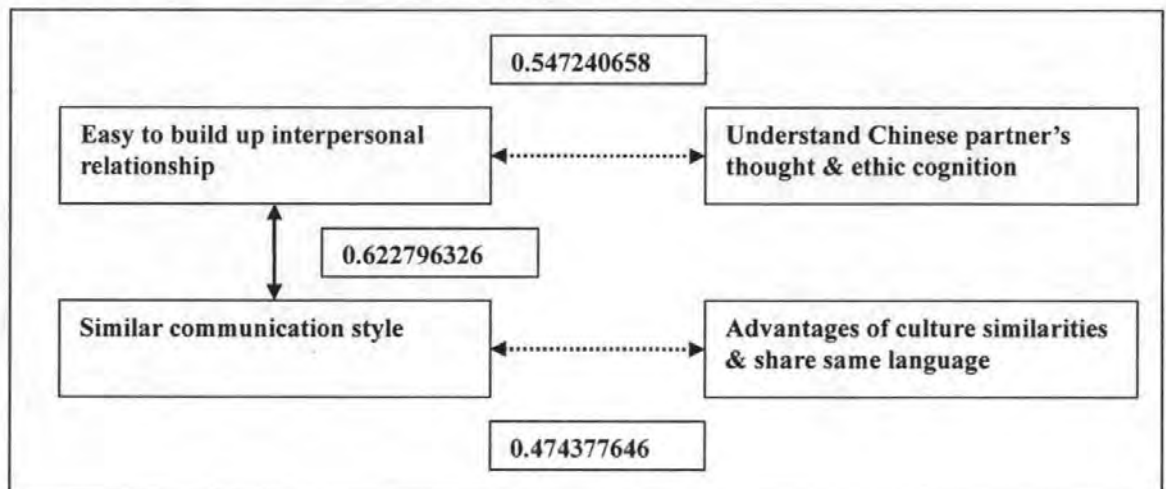 0.547240658
Easy to build up interpersonal
relationship
Understand Chinese partner’s
thought & ethic cognition
0.622796326
Similar communication style
Advantages of culture similarities
& share same language
0.474377646